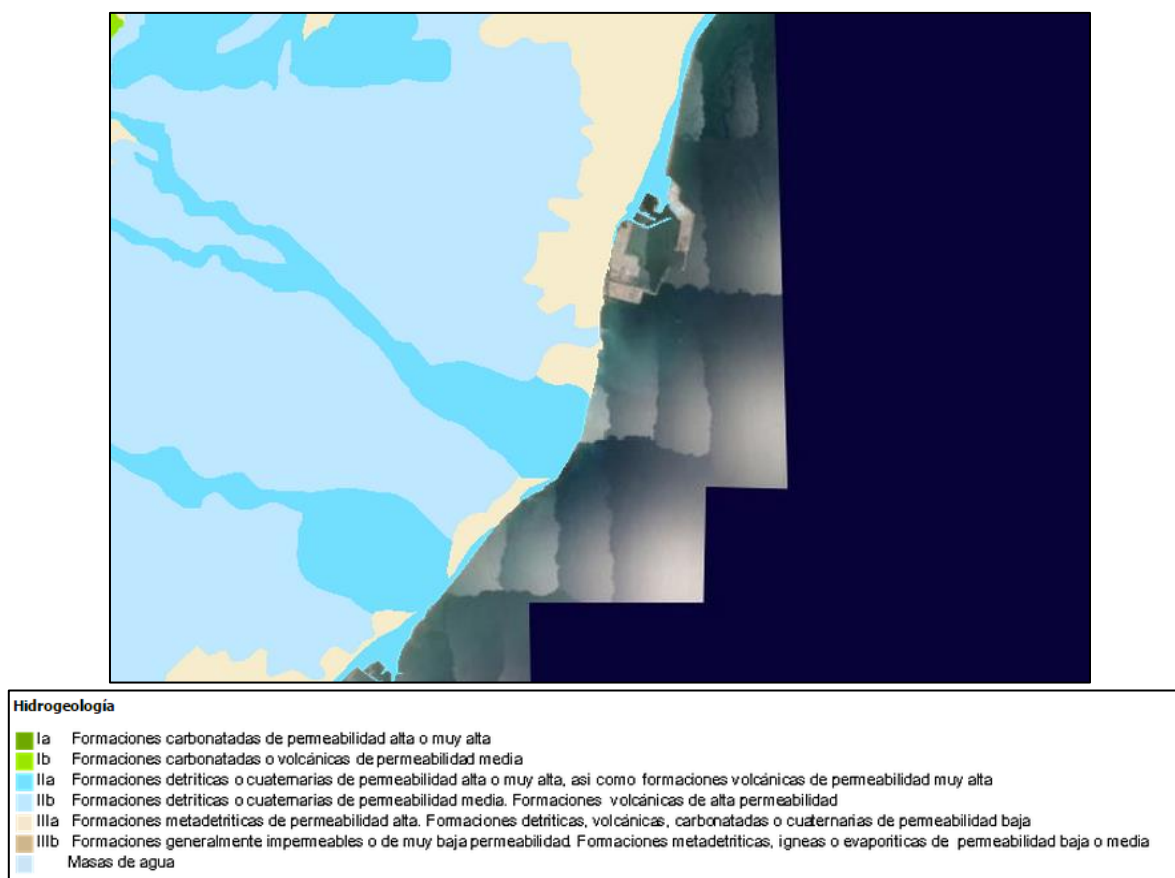 Hidrogeología
Ia Formaciones carbonatadas de permeabilidad alta o muy alta
Ib Formaciones carbonatadas o volcánicas de permeabilidad media
IIa Formaciones detríticas o cuaternarias de permeabilidad alta o muy alta, asi como formaciones volcánicas de permeabilidad muy alta
IIb Formaciones detríticas o cuaternarias de permeabilidad media. Formaciones volcánicas de alta permeabilidad
IIIa Formaciones metadetríticas de permeabilidad alta. Formaciones detríticas, volcánicas, carbonatadas o cuaternarias de permeabilidad baja
IIIb Formaciones generalmente impermeables o de muy baja permeabilidad. Formaciones metadetríticas, igneas o evaporíticas de permeabilidad baja o media
Masas de agua